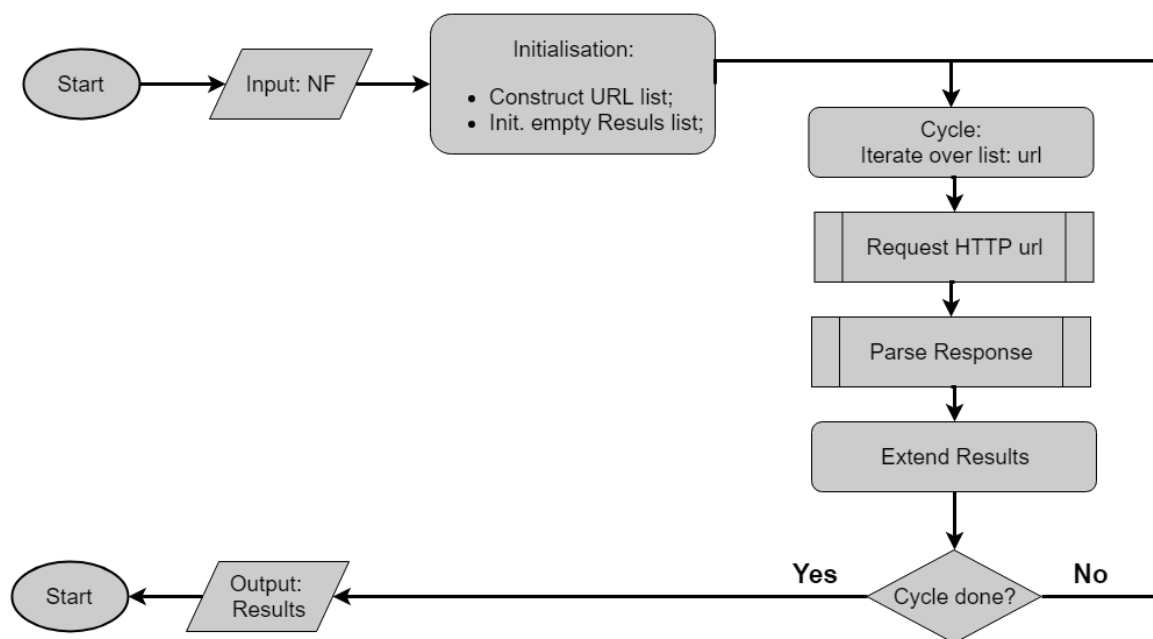 Start
Input: NF
Initialisation:
• Construct URL list;
• Init. empty Resuls list;
Cycle:
Iterate over list: url
Request HTTP url
Parse Response
Extend Results
Cycle done?
Yes
No
Output:
Results
Start